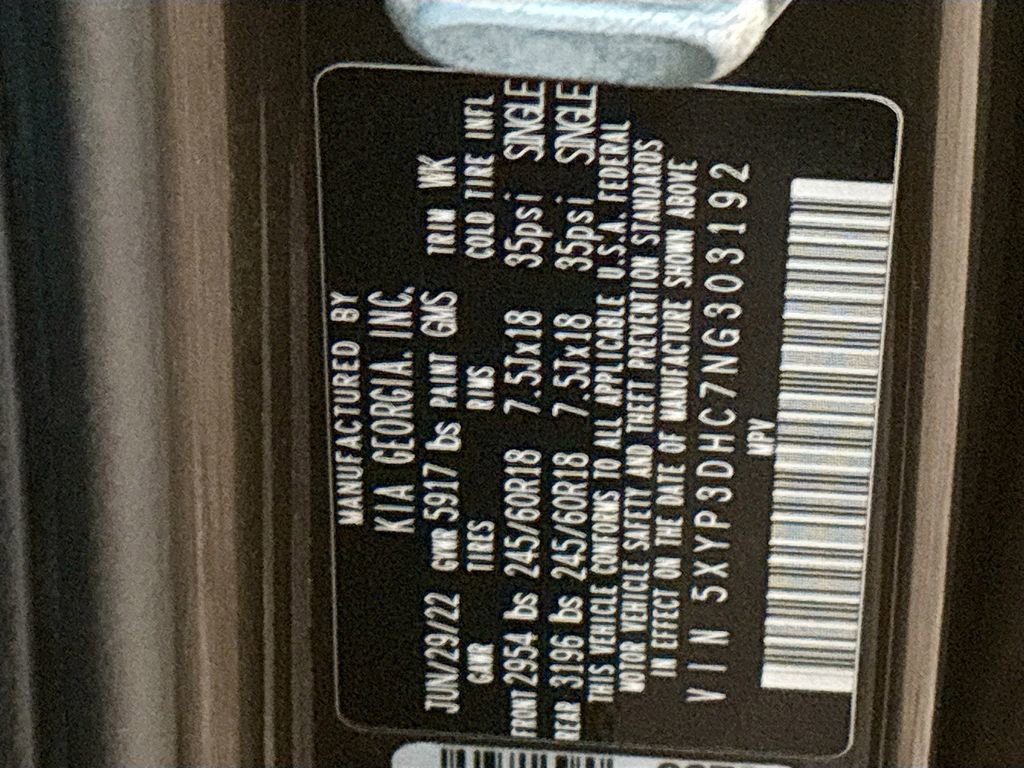 MANUFACTURED BY
KIA GEORGIA, INC.
JUN/29/22 GVWR 5917 lbs PAINT GMS TRIM WK
GAWR TIRES RIMS COLD TIRE INFL
FRONT 2954 lbs 245/60R18 7.5Jx18 35psi SINGLE
REAR 3196 lbs 245/60R18 7.5Jx18 35psi SINGLE
THIS VEHICLE CONFORMS TO ALL APPLICABLE U.S.A. FEDERAL
MOTOR VEHICLE SAFETY AND THEFT PREVENTION STANDARDS
IN EFFECT ON THE DATE OF MANUFACTURE SHOWN ABOVE
VIN 5XYP3DHC7NG303192
MPV